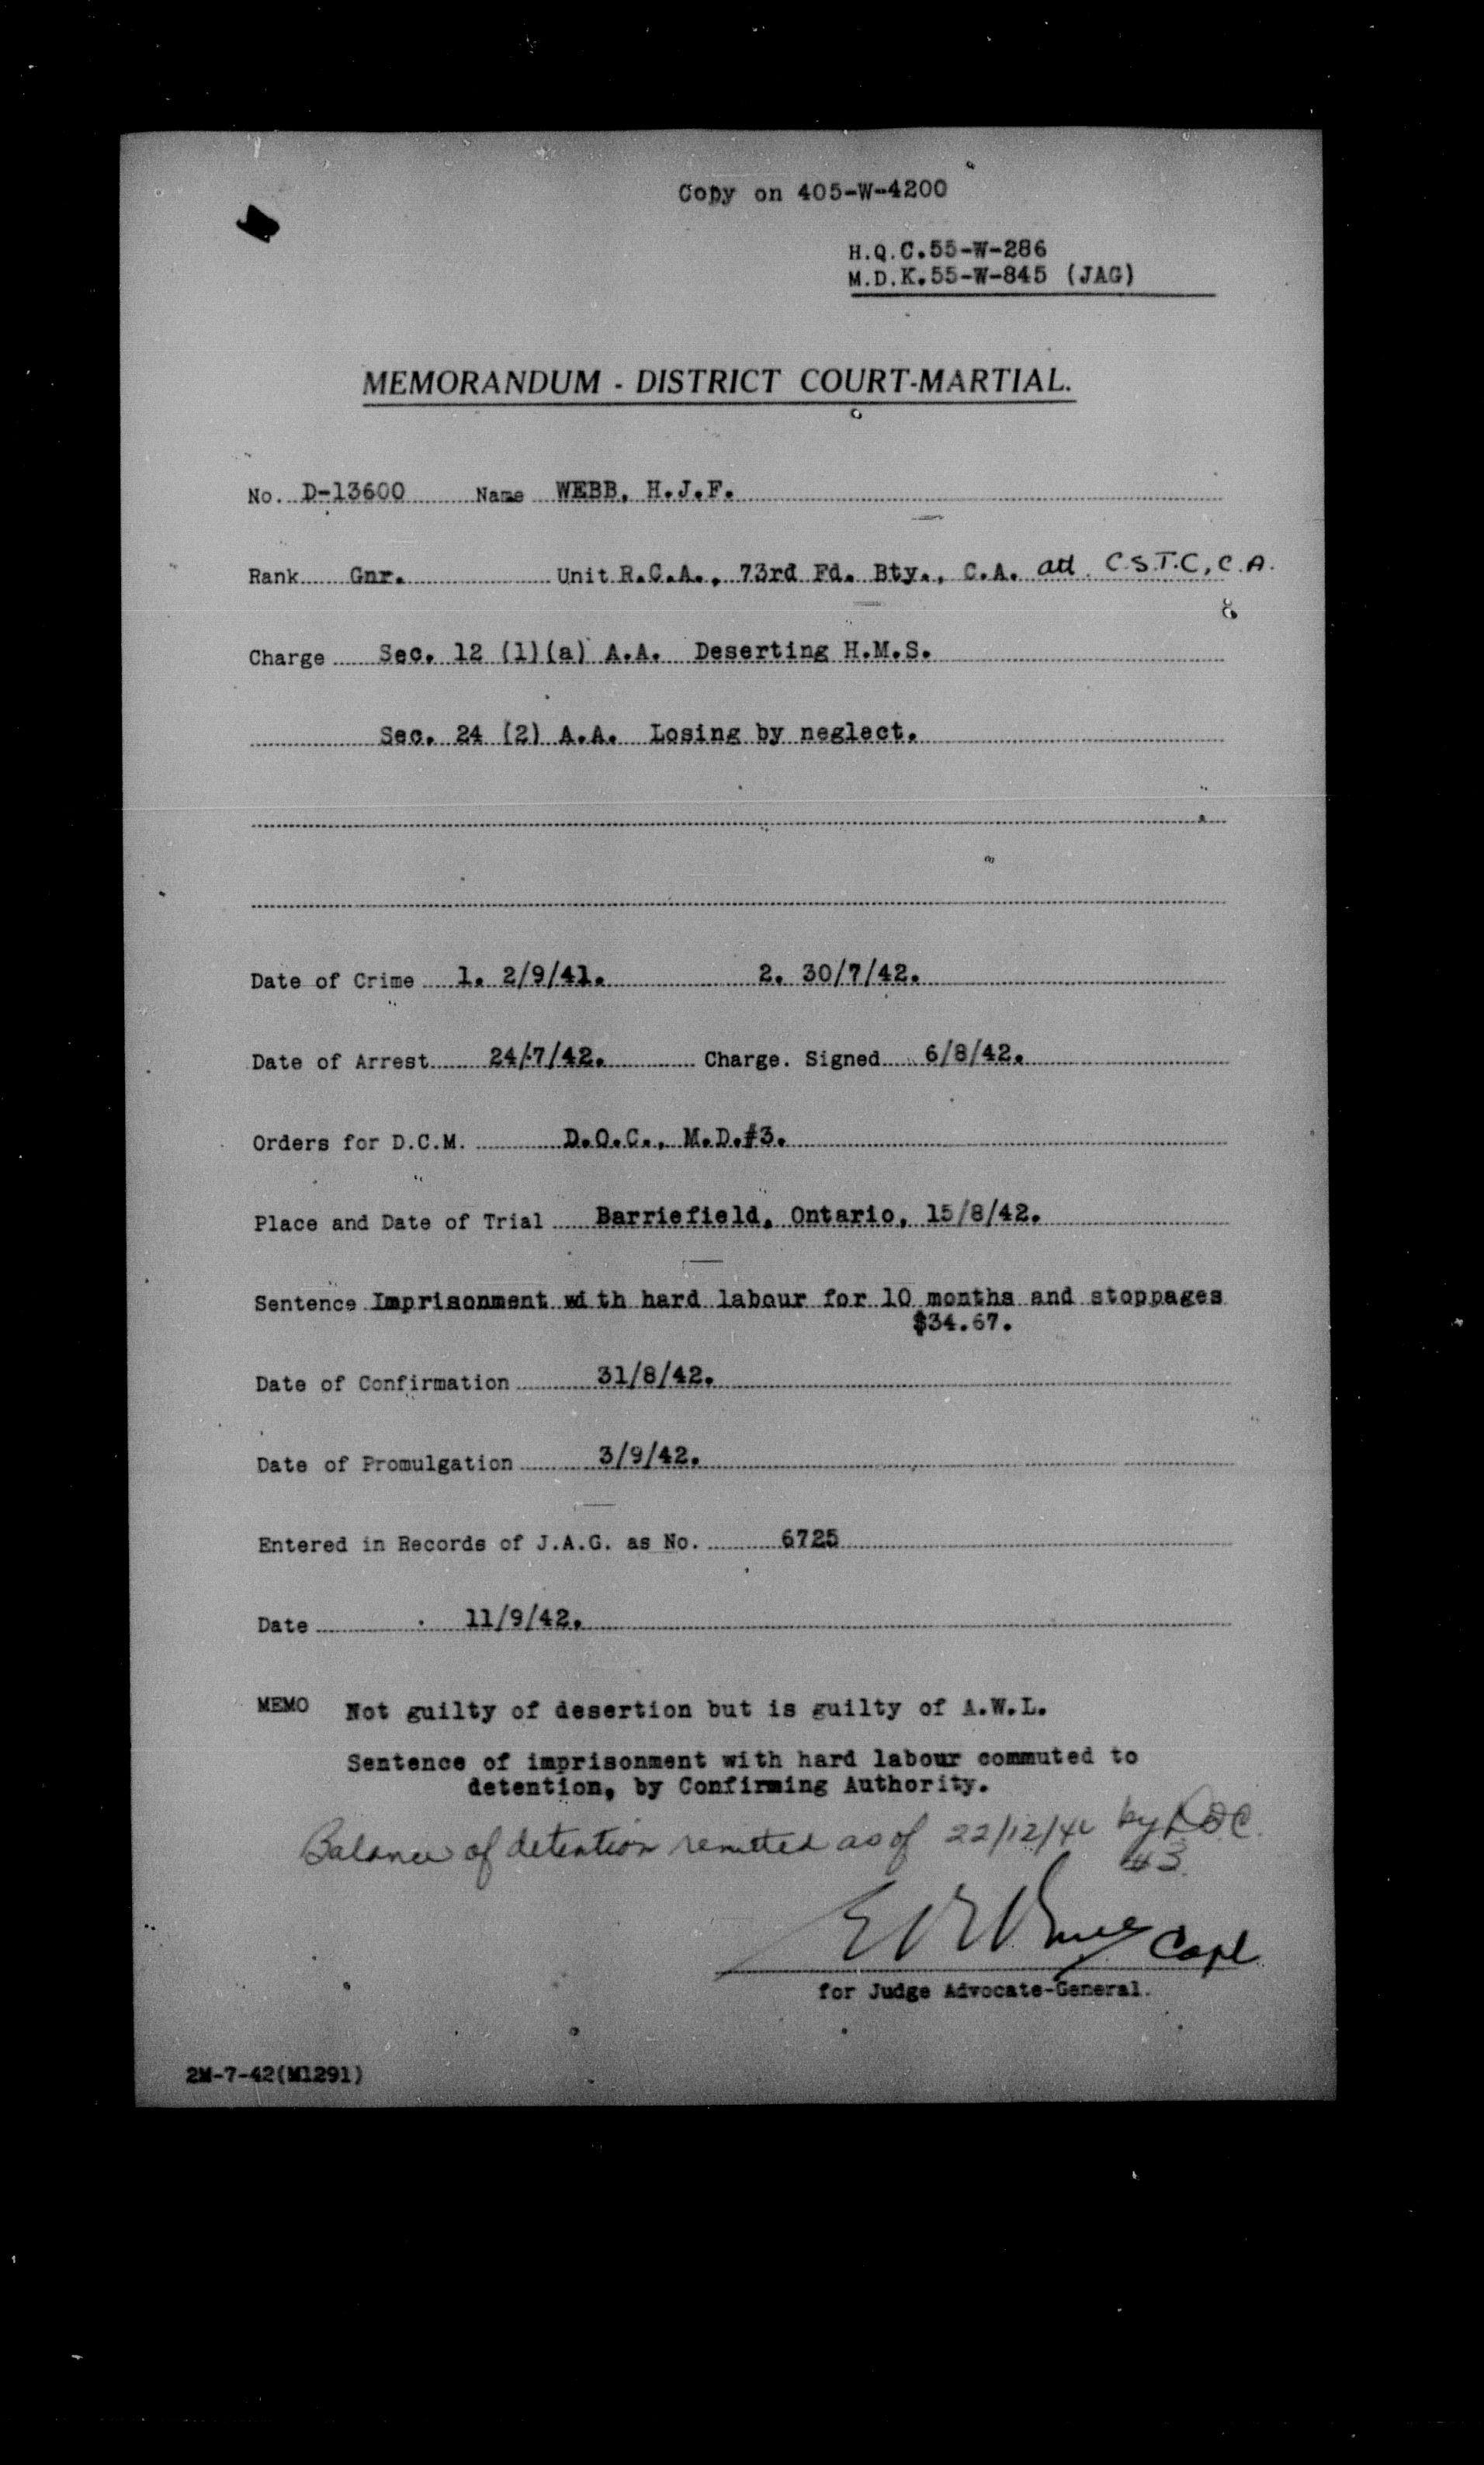 Copy on 405-W-4200
H.Q.C.55-W-286
M.D.K.55-W-845 (JAG)
MEMORANDUM - DISTRICT COURT-MARTIAL.
No. D-13600 Name WEBB, H.J.F.
Rank Gnr. Unit R.C.A., 73rd Fd. Bty., C.A. att C.S.T.C, C.A.
Charge Sec. 12 (1)(a) A.A. Deserting H.M.S.
Sec. 24 (2) A.A. Losing by neglect.
Date of Crime 1. 2/9/41. 2. 30/7/42.
Date of Arrest 24/7/42. Charge. Signed 6/8/42.
Orders for D.C.M. D.O.C., M.D.#3.
Place and Date of Trial Barriefield, Ontario, 15/8/42.
Sentence Imprisonment with hard labour for 10 months and stoppages
$34.67.
Date of Confirmation 31/8/42.
Date of Promulgation 3/9/42.
Entered in Records of J.A.G. as No. 6725
Date 11/9/42.
MEMO Not guilty of desertion but is guilty of A.W.L.
Sentence of imprisonment with hard labour commuted to
detention, by Confirming Authority.
Balance of detention remitted as of 22/12/42 by DOC.
#3.
Capt
for Judge Advocate-General.
2M-7-42(M1291)